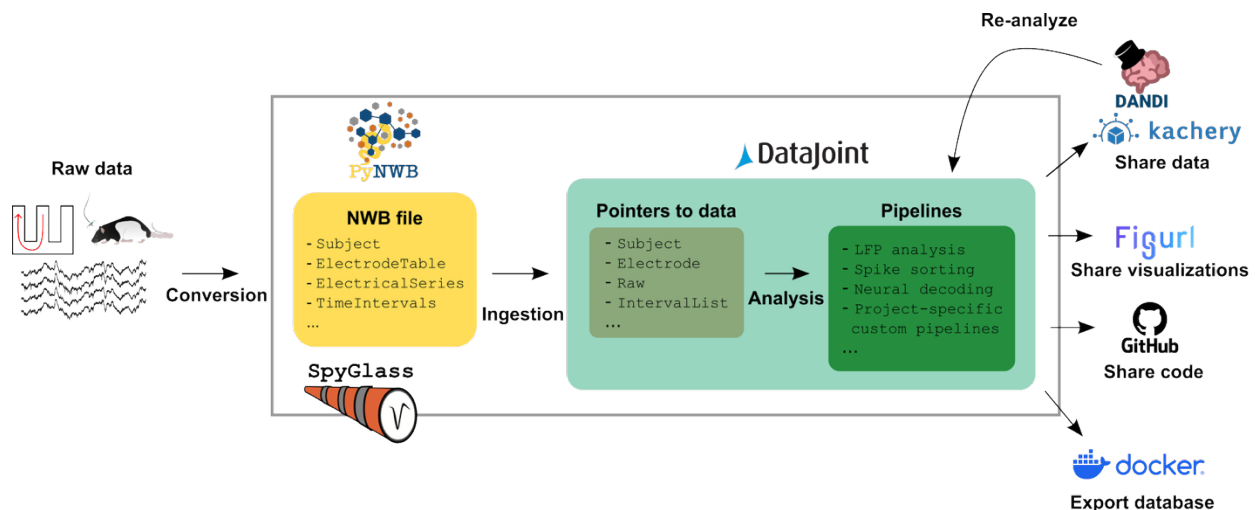 Raw data
Conversion
PyNWB
NWB file
- Subject
- ElectrodeTable
- ElectricalSeries
- TimeIntervals
...
SpyGlass
Ingestion
DataJoint
Pointers to data
- Subject
- Electrode
- Raw
- IntervalList
...
Analysis
Pipelines
- LFP analysis
- Spike sorting
- Neural decoding
- Project-specific
custom pipelines
...
Re-analyze
DANDI
kachery
Share data
Figurl
Share visualizations
GitHub
Share code
docker
Export database